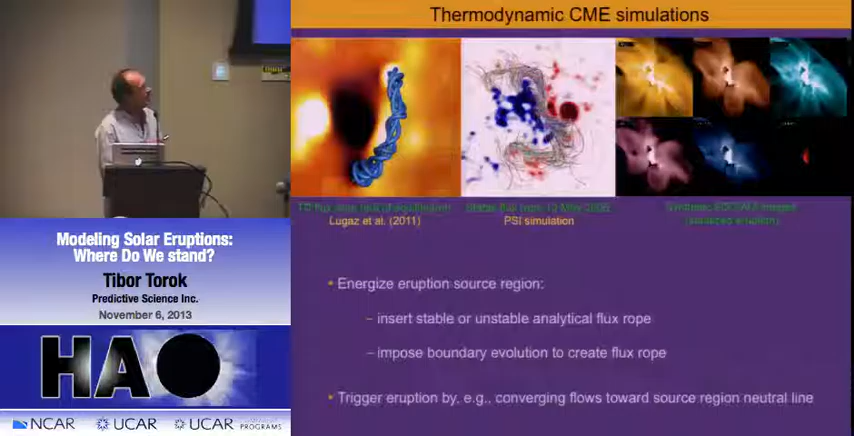 Thermodynamic CME simulations
Lugaz et al. (2011)
PSI simulation
Modeling Solar Eruptions:
Where Do We stand?
Tibor Torok
Predictive Science Inc.
November 6, 2013
HAO
NCAR
UCAR
UCAR
PROGRAMS
• Energize eruption source region:
– insert stable or unstable analytical flux rope
– impose boundary evolution to create flux rope
• Trigger eruption by, e.g., converging flows toward source region neutral line